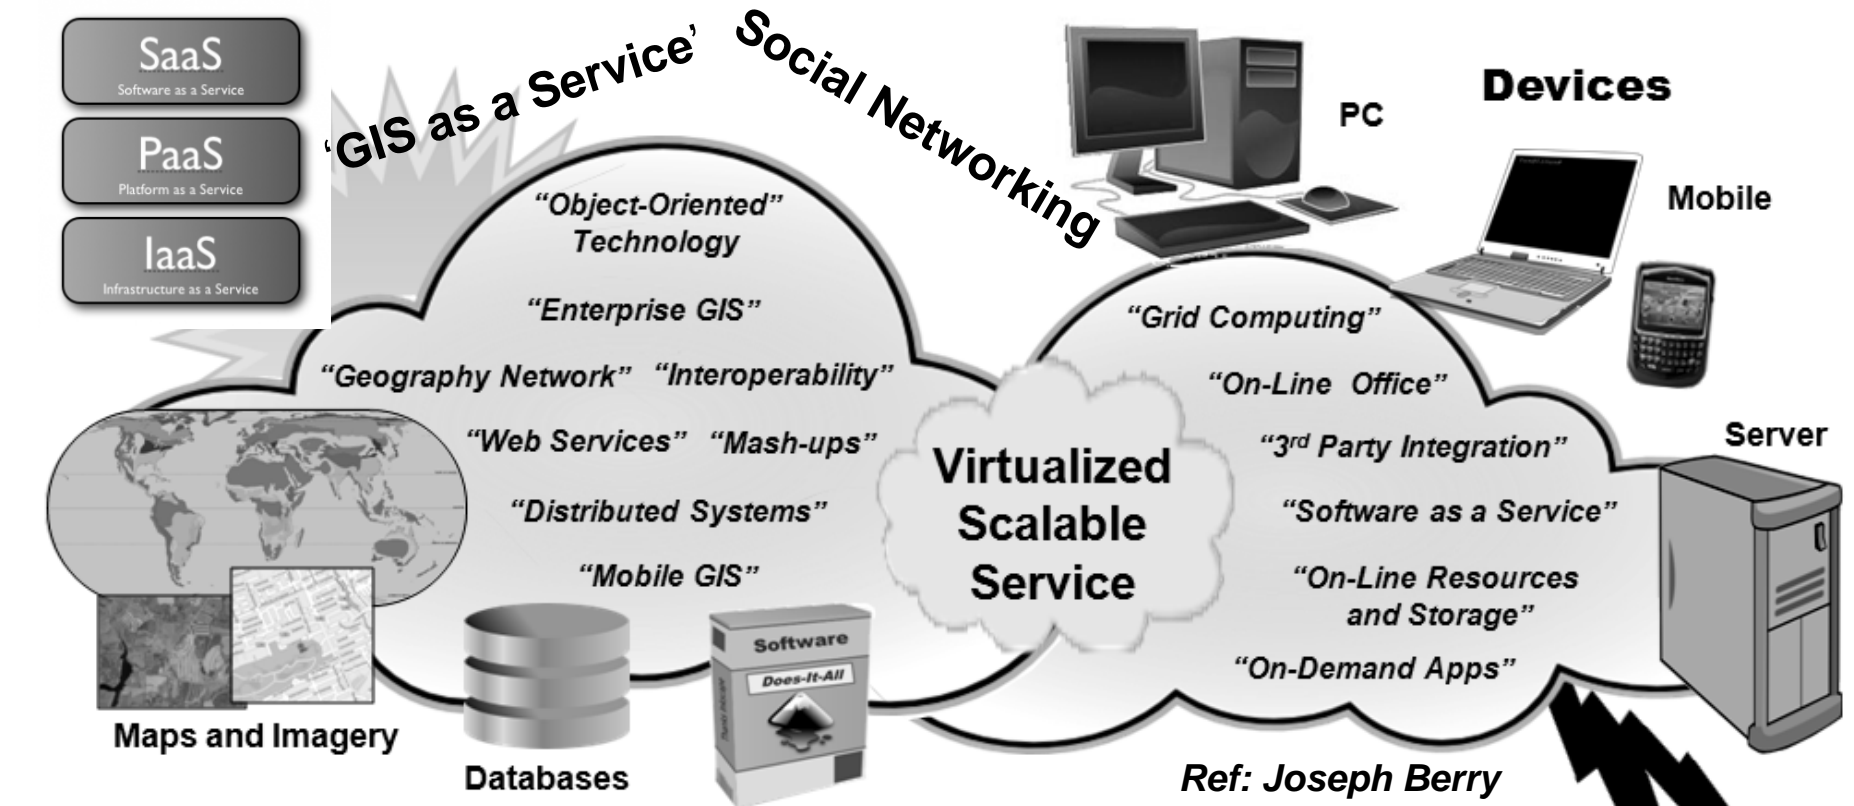 SaaS
Software as a Service
PaaS
Platform as a Service
IaaS
Infrastructure as a Service
‘GIS as a Service’
Social Networking
Devices
PC
Mobile
Server
“Object-Oriented”
Technology
“Enterprise GIS”
“Geography Network” “Interoperability”
“Web Services” “Mash-ups”
“Distributed Systems”
“Mobile GIS”
Virtualized
Scalable
Service
“Grid Computing”
“On-Line Office”
“3rd Party Integration”
“Software as a Service”
“On-Line Resources
and Storage”
“On-Demand Apps”
Maps and Imagery
Databases
Software
Does-It-All
Ref: Joseph Berry